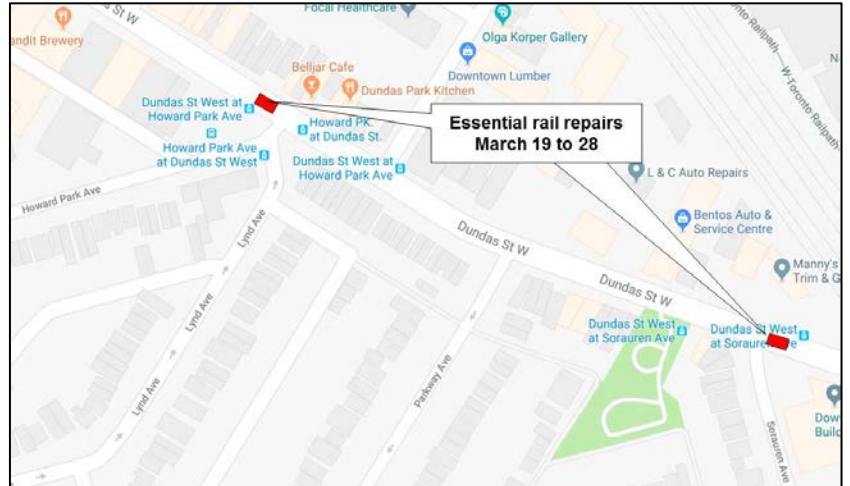 das St W
Focal Healthcare
Olga Korper Gallery
andit Brewery
Belljar Cafe
Dundas Park Kitchen
Downtown Lumber
W-Toronto Railpath
Toronto Railpath
Dundas St West at
Howard Park Ave
Howard PK.
at Dundas St.
Howard Park Ave
at Dundas St West
Dundas St West at
Howard Park Ave
Essential rail repairs
March 19 to 28
L & C Auto Repairs
Bentos Auto &
Service Centre
Howard Park Ave
Lynd Ave
Dundas St W
Manny's
Trim & G
Dundas St W
Lynd Ave
Dundas St West
at Sorauren Ave
Dundas St West
at Sorauren Ave
Parkway Ave
Lynd Ave
Sorauren Ave
Dow
Builc